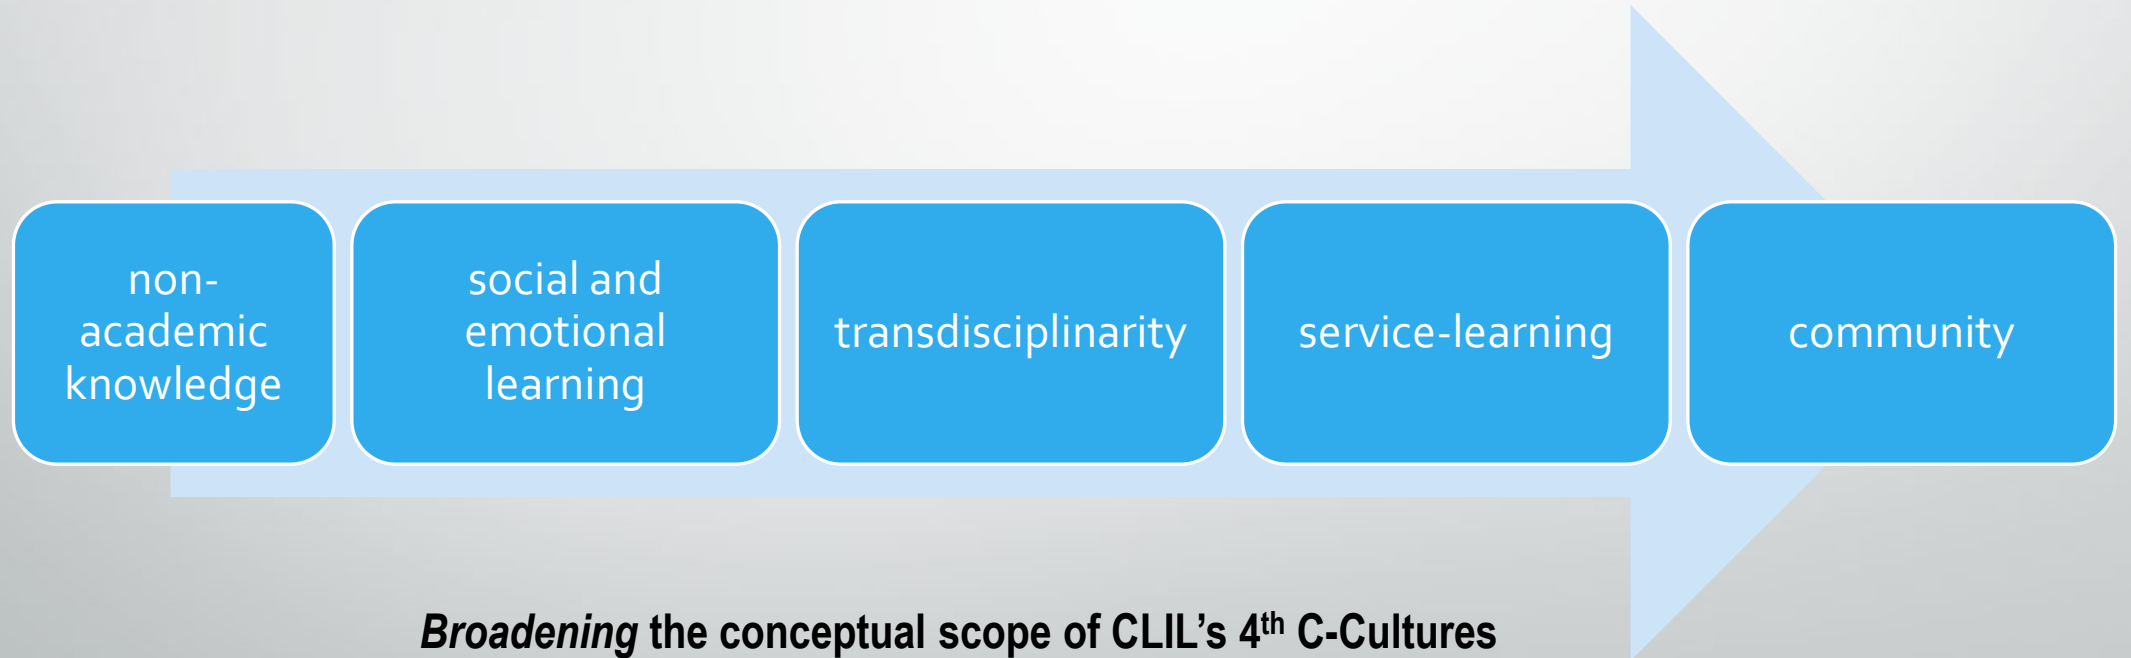 non-
academic
knowledge
social and
emotional
learning
transdisciplinarity
service-learning
community
Broadening the conceptual scope of CLIL’s 4th C-Cultures